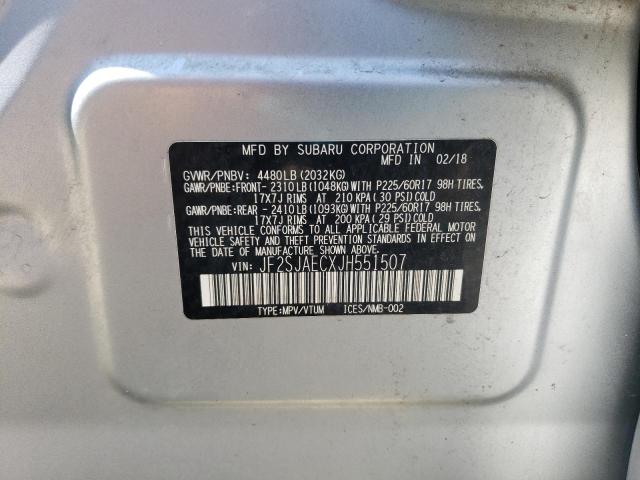 MFD BY SUBARU CORPORATION
MFD IN 02/18
GVWR/PNBV: 4480LB (2032KG)
GAWR/PNBE:FRONT- 2310LB (1048KG) WITH P225/60R17 98H TIRES.
17X7J RIMS AT 210 KPA (30 PSI) COLD
GAWR/PNBE:REAR - 2410LB (1093KG) WITH P225/60R17 98H TIRES,
17X7J RIMS AT 200 KPA (29 PSI) COLD
THIS VEHICLE CONFORMS TO ALL APPLICABLE FEDERAL MOTOR
VEHICLE SAFETY AND THEFT PREVENTION STANDARDS IN EFFECT ON
THE DATE OF MANUFACTURE SHOWN ABOVE.
VIN: JF2SJAECXJH551507
TYPE:MPV/VTUM ICES/NMB-002